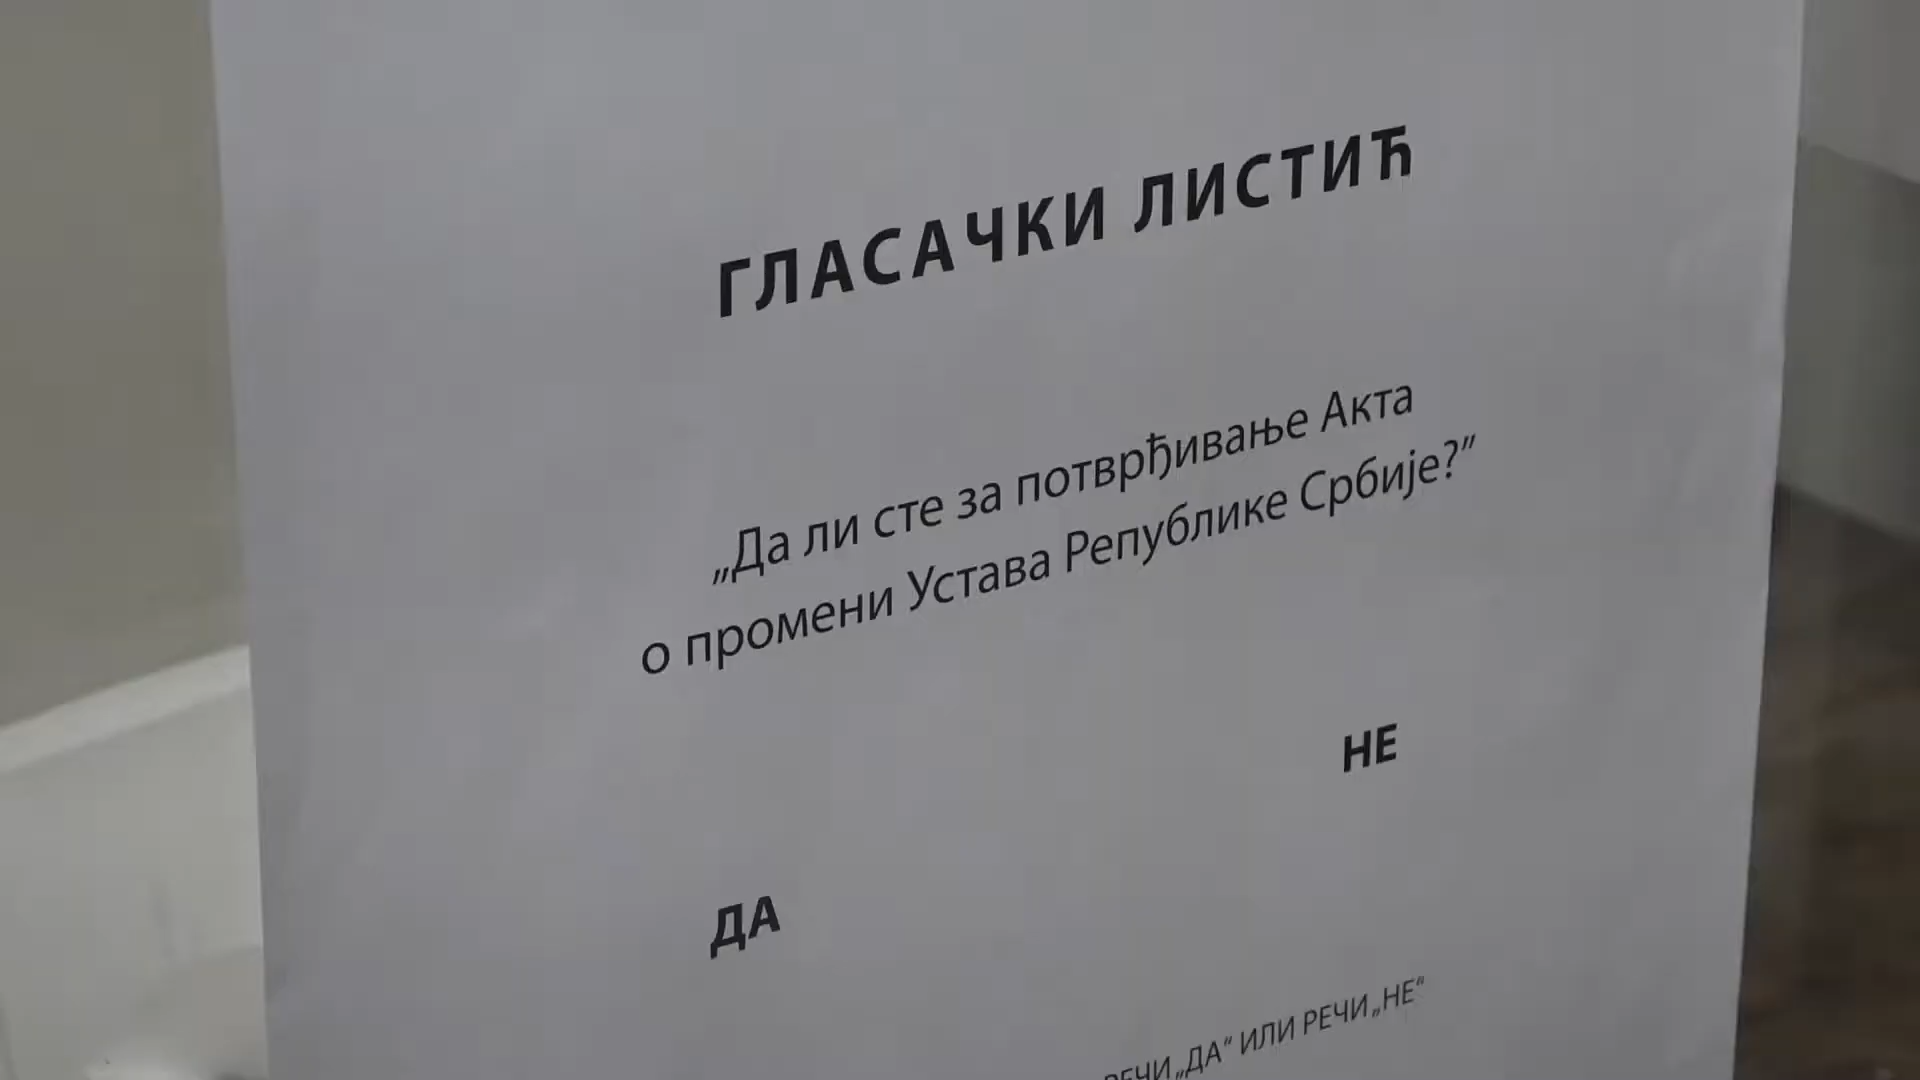 ГЛАСАЧКИ ЛИСТИЋ
„Да ли сте за потврђивање Акта
о промени Устава Републике Србије?”
ДА НЕ
„ДА“ ИЛИ РЕЧИ „НЕ“